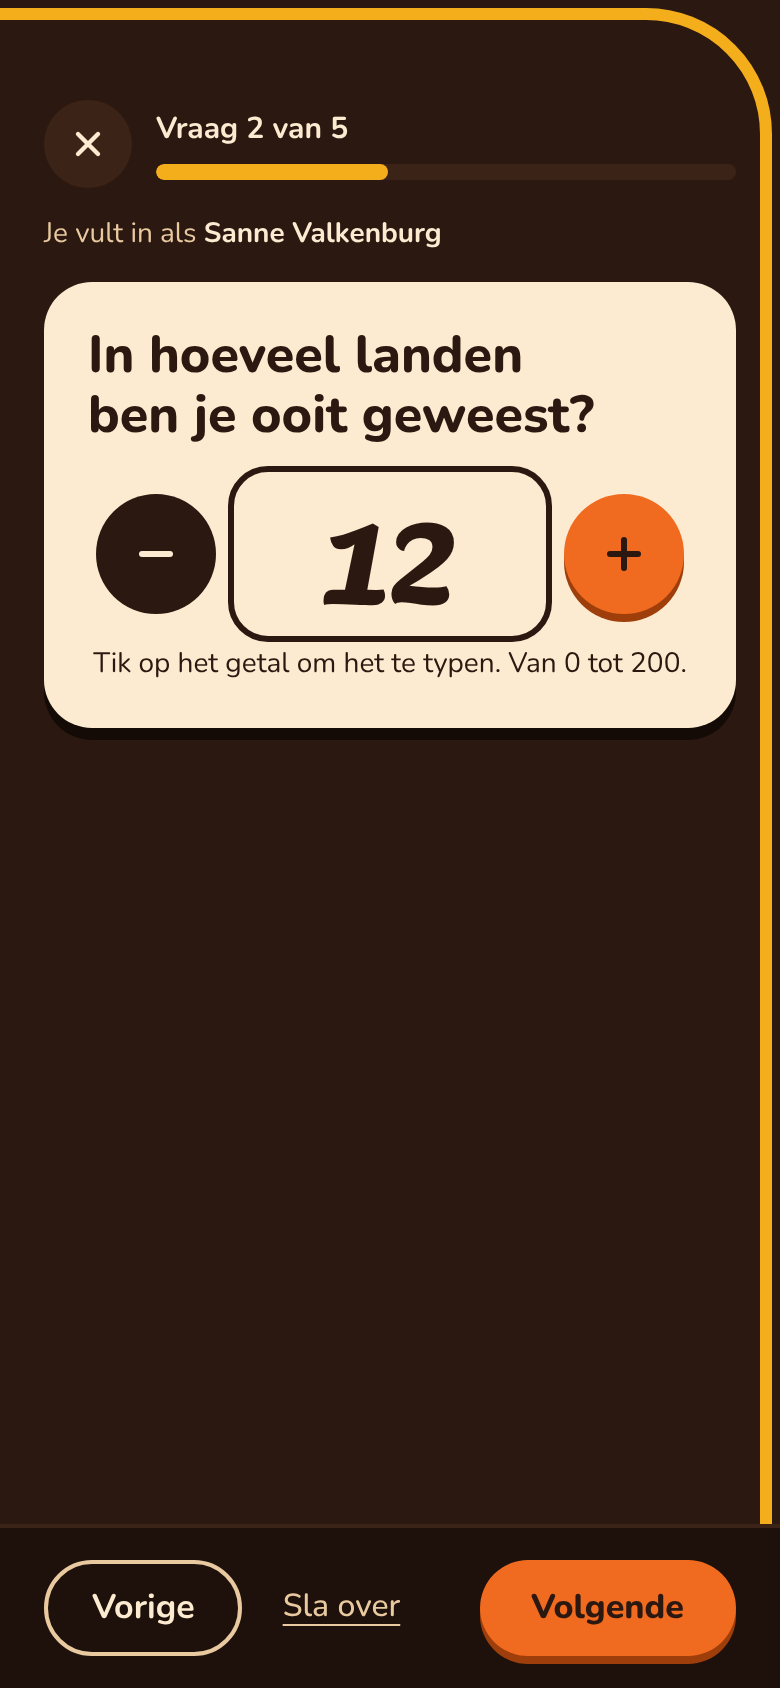 Vraag 2 van 5
Je vult in als Sanne Valkenburg
In hoeveel landen
ben je ooit geweest?
12
Tik op het getal om het te typen. Van 0 tot 200.
Vorige
Sla over
Volgende